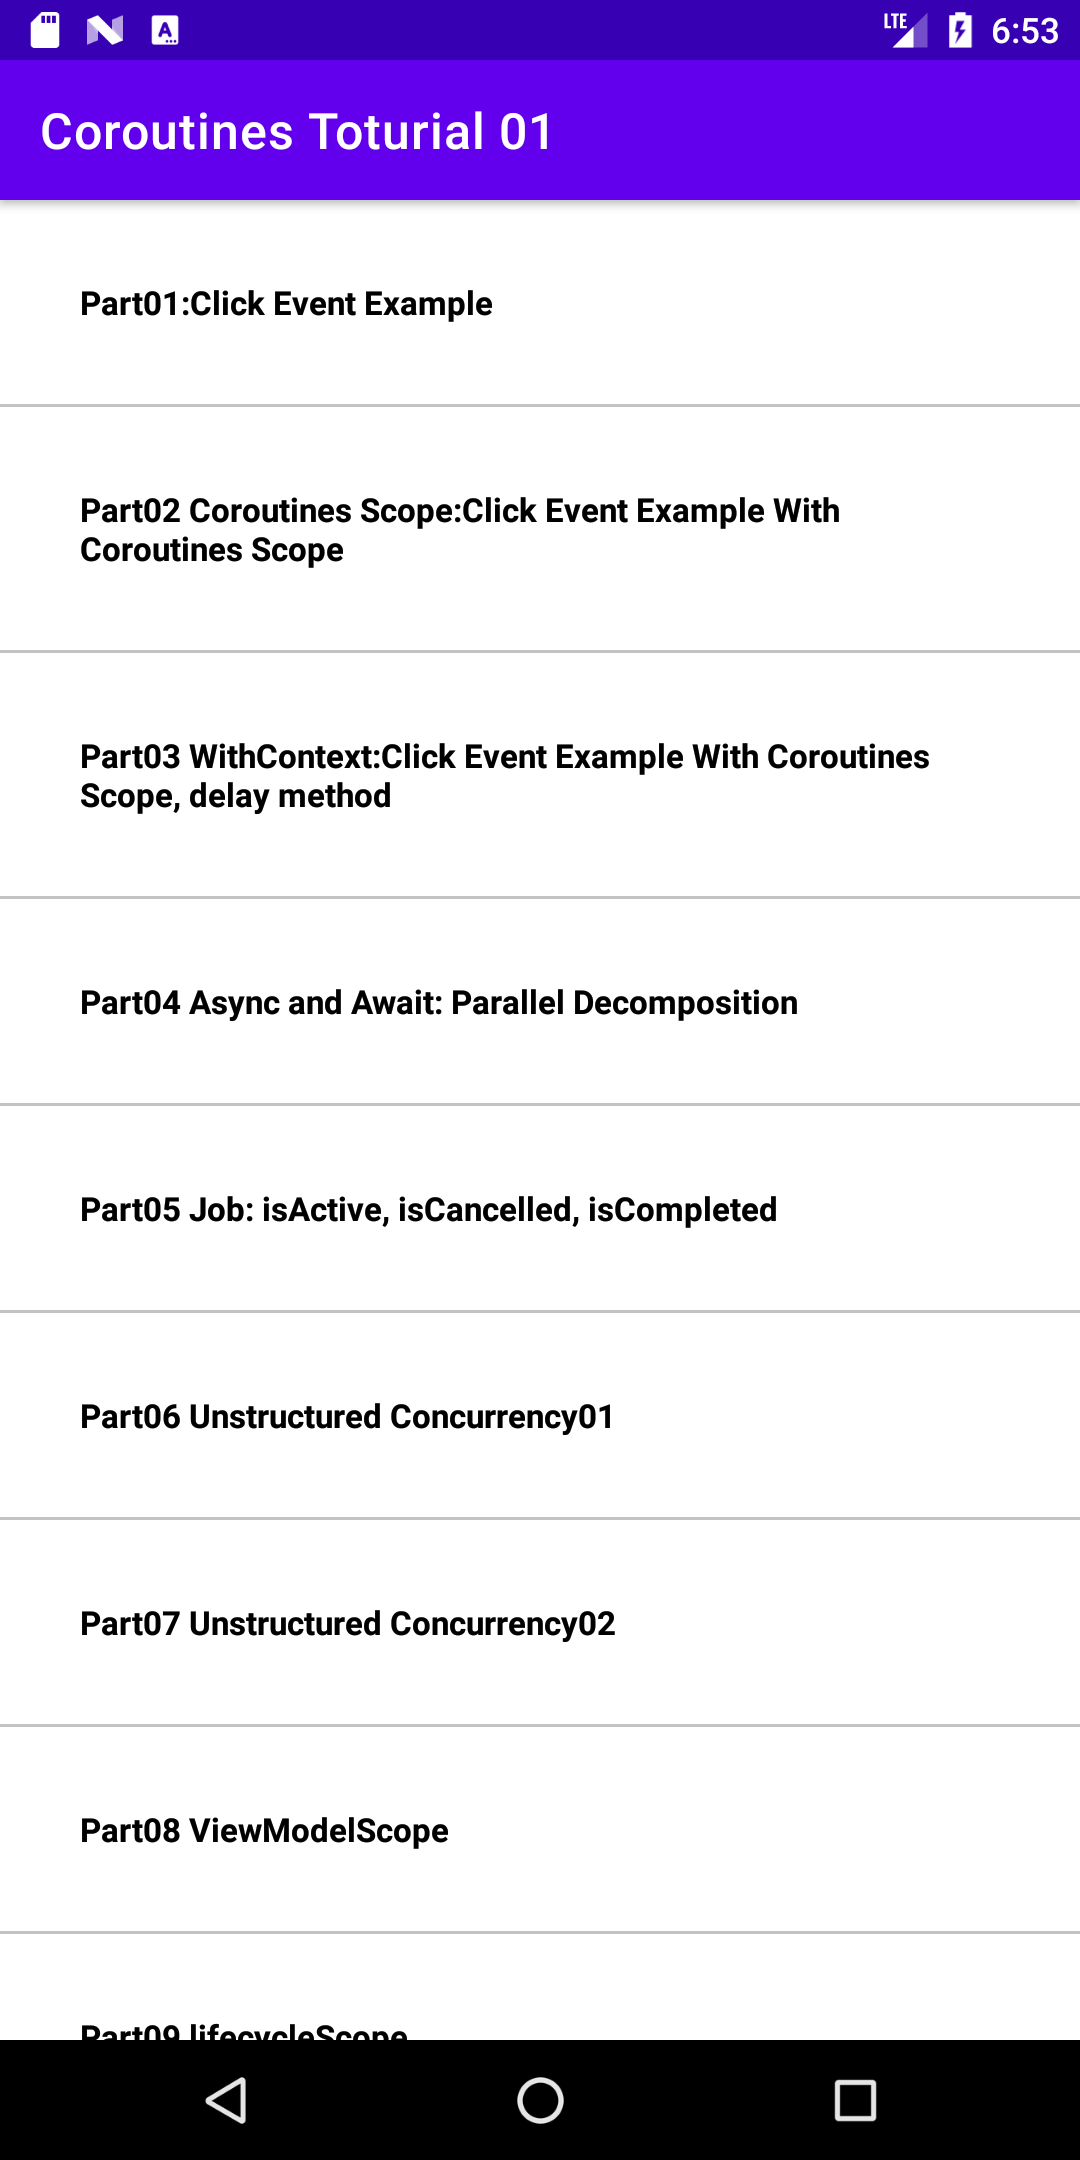 LTE 6:53
Coroutines Toturial 01
Part01:Click Event Example
Part02 Coroutines Scope:Click Event Example With
Coroutines Scope
Part03 WithContext:Click Event Example With Coroutines
Scope, delay method
Part04 Async and Await: Parallel Decomposition
Part05 Job: isActive, isCancelled, isCompleted
Part06 Unstructured Concurrency01
Part07 Unstructured Concurrency02
Part08 ViewModelScope
Part09 lifecycleScope